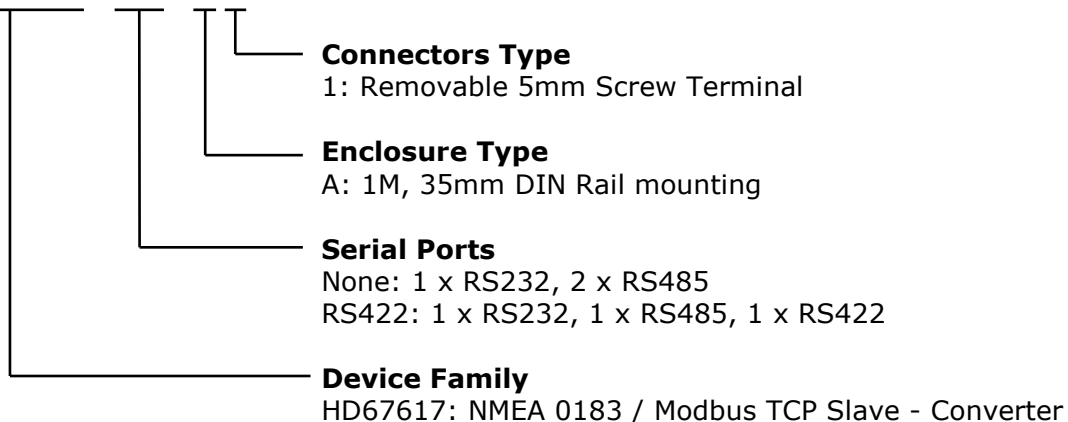 Connectors Type
1: Removable 5mm Screw Terminal
Enclosure Type
A: 1M, 35mm DIN Rail mounting
Serial Ports
None: 1 x RS232, 2 x RS485
RS422: 1 x RS232, 1 x RS485, 1 x RS422
Device Family
HD67617: NMEA 0183 / Modbus TCP Slave - Converter